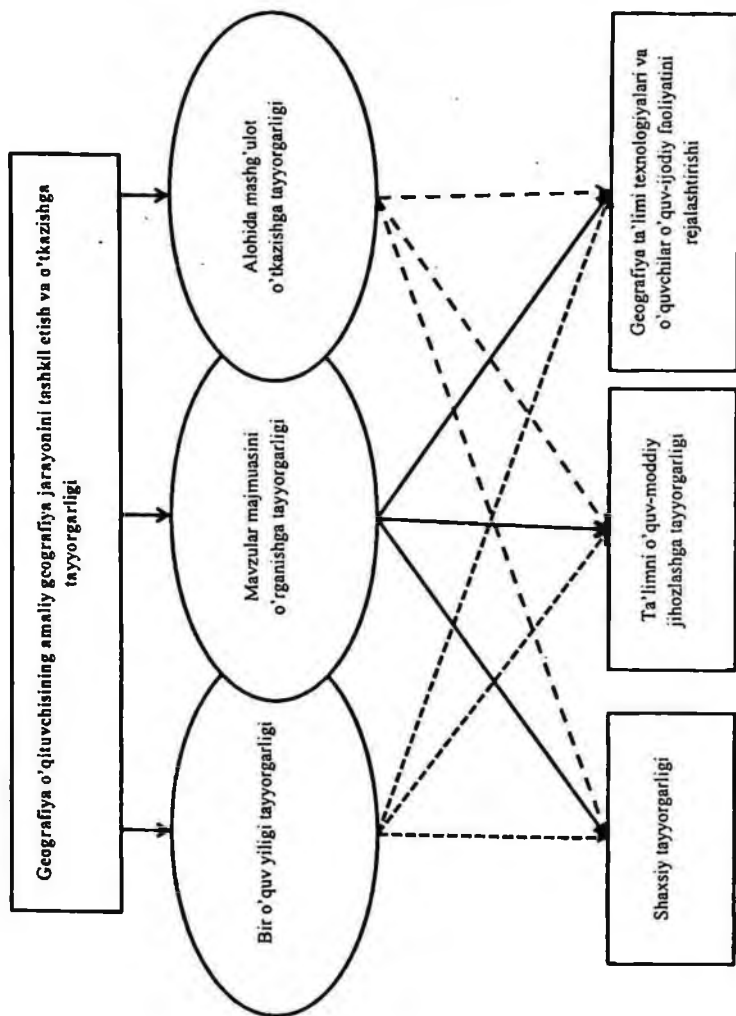 Geografiya o'qituvchisining amaliy geografiya jarayonini tashkil etish va o'tkazishga
tayyorgarligi
Bir o'quv yiligi tayyorgarligi
Mavzular majmuasini
o'rganishga tayyorgarligi
Alohida mashg'ulot
o'tkazishga tayyorgarligi
Shaxsiy tayyorgarligi
Ta'limni o'quv-moddiy
jihozlashga tayyorgarligi
Geografiya ta'limi texnologiyalari va
o'quvchilar o'quv-ijodiy faoliyatini
rejalashtirishi